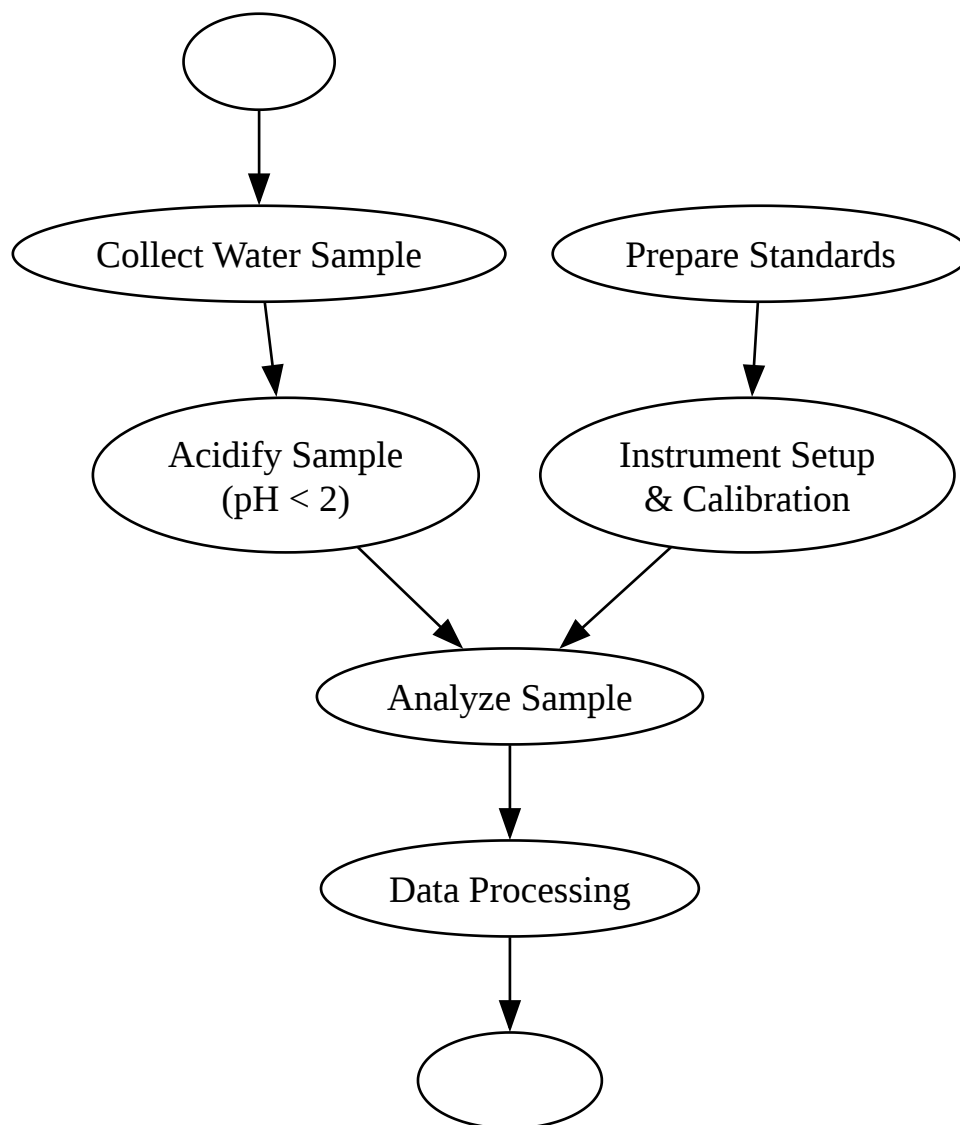 Collect Water Sample
Prepare Standards
Acidify Sample
(pH < 2)
Instrument Setup
& Calibration
Analyze Sample
Data Processing